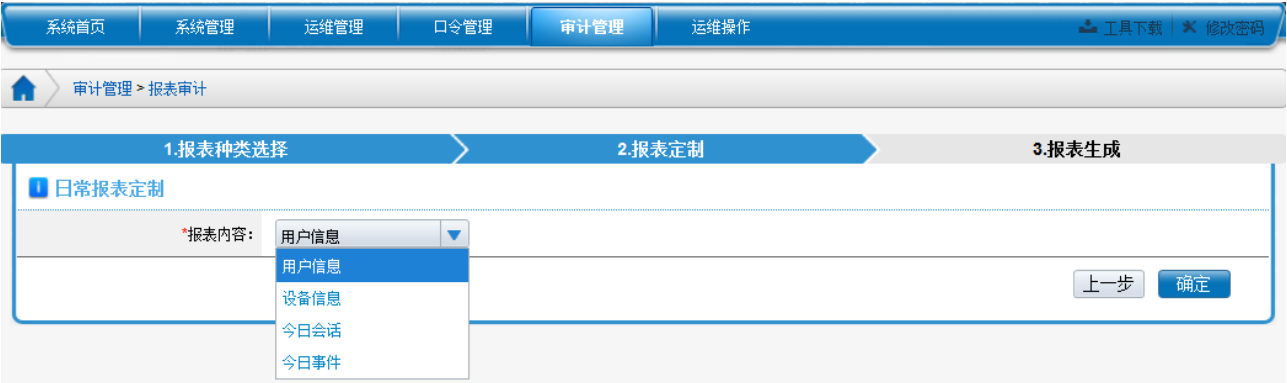 系统首页 系统管理 运维管理 口令管理 审计管理 运维操作 工具下载 修改密码
审计管理 > 报表审计
1.报表种类选择 2.报表定制 3.报表生成
日常报表定制
*报表内容: 用户信息
用户信息
上一步 确定
设备信息
今日会话
今日事件